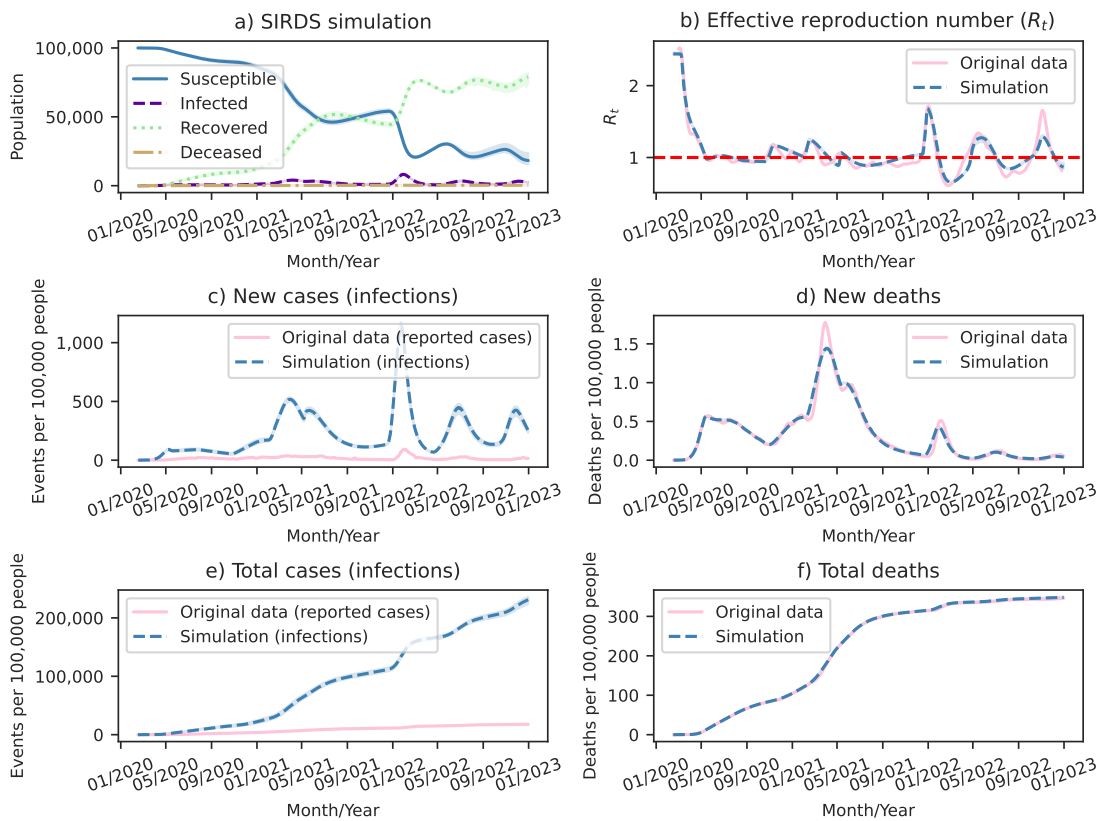 a) SIRDS simulation
Population
100,000
50,000
0
Susceptible
Infected
Recovered
Deceased
01/2020 05/2020 09/2020 01/2021 05/2021 09/2021 01/2022 05/2022 09/2022 01/2023
Month/Year
b) Effective reproduction number (Rₜ)
Rₜ
2
1
Original data
Simulation
01/2020 05/2020 09/2020 01/2021 05/2021 09/2021 01/2022 05/2022 09/2022 01/2023
Month/Year
c) New cases (infections)
Events per 100,000 people
1,000
500
0
Original data (reported cases)
Simulation (infections)
01/2020 05/2020 09/2020 01/2021 05/2021 09/2021 01/2022 05/2022 09/2022 01/2023
Month/Year
d) New deaths
Deaths per 100,000 people
1.5
1.0
0.5
0.0
Original data
Simulation
01/2020 05/2020 09/2020 01/2021 05/2021 09/2021 01/2022 05/2022 09/2022 01/2023
Month/Year
e) Total cases (infections)
Events per 100,000 people
200,000
100,000
0
Original data (reported cases)
Simulation (infections)
01/2020 05/2020 09/2020 01/2021 05/2021 09/2021 01/2022 05/2022 09/2022 01/2023
Month/Year
f) Total deaths
Deaths per 100,000 people
300
200
100
0
Original data
Simulation
01/2020 05/2020 09/2020 01/2021 05/2021 09/2021 01/2022 05/2022 09/2022 01/2023
Month/Year